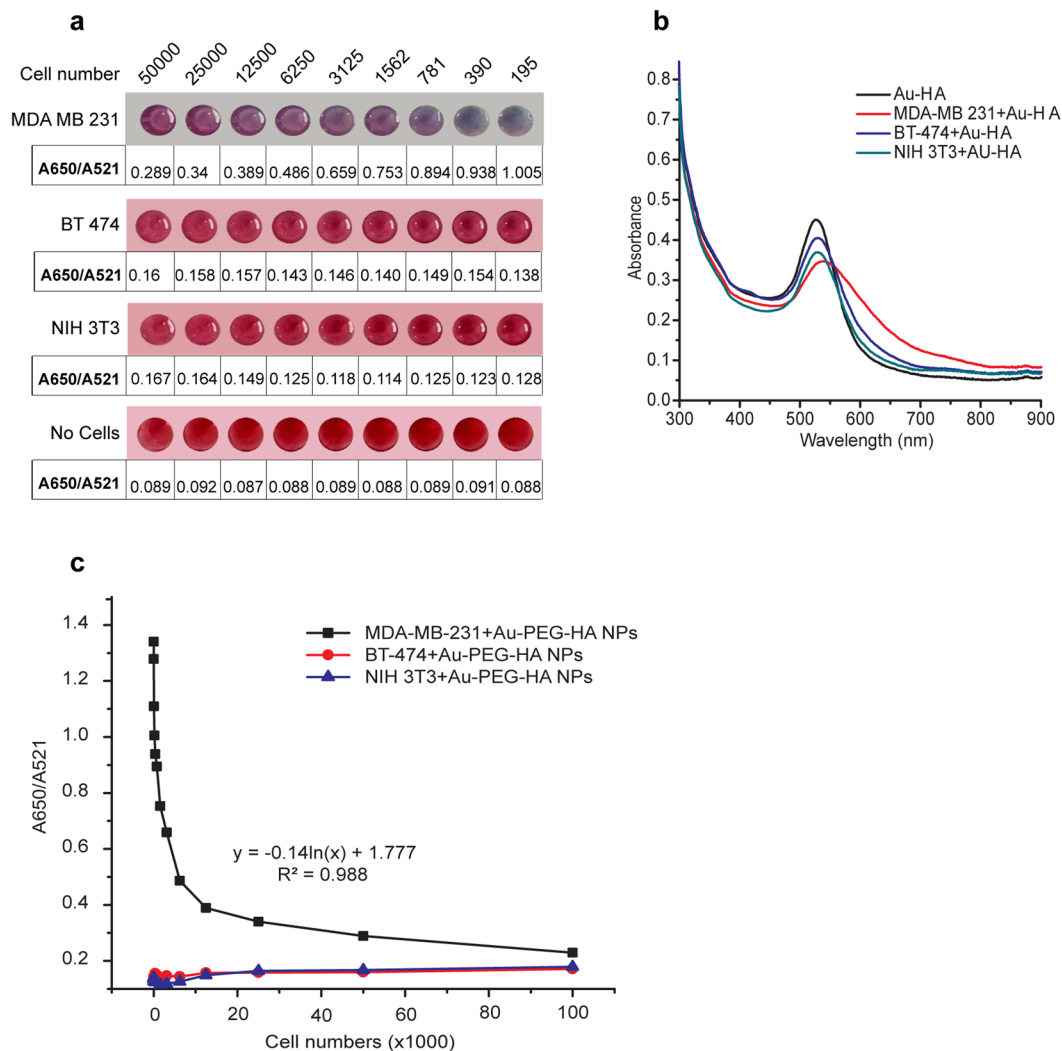 a
Cell number 50000 25000 12500 6250 3125 1562 781 390 195
MDA MB 231
A650/A521 0.289 0.34 0.389 0.486 0.659 0.753 0.894 0.938 1.005
BT 474
A650/A521 0.16 0.158 0.157 0.143 0.146 0.140 0.149 0.154 0.138
NIH 3T3
A650/A521 0.167 0.164 0.149 0.125 0.118 0.114 0.125 0.123 0.128
No Cells
A650/A521 0.089 0.092 0.087 0.088 0.089 0.088 0.089 0.091 0.088
b
Absorbance
0.8
0.7
0.6
0.5
0.4
0.3
0.2
0.1
0.0
Au-HA
MDA-MB 231+Au-HA
BT-474+Au-HA
NIH 3T3+AU-HA
300 400 500 600 700 800 900
Wavelength (nm)
c
A650/A521
1.4
1.2
1.0
0.8
0.6
0.4
0.2
MDA-MB-231+Au-PEG-HA NPs
BT-474+Au-PEG-HA NPs
NIH 3T3+Au-PEG-HA NPs
y = -0.14ln(x) + 1.777
R² = 0.988
0 20 40 60 80 100
Cell numbers (x1000)